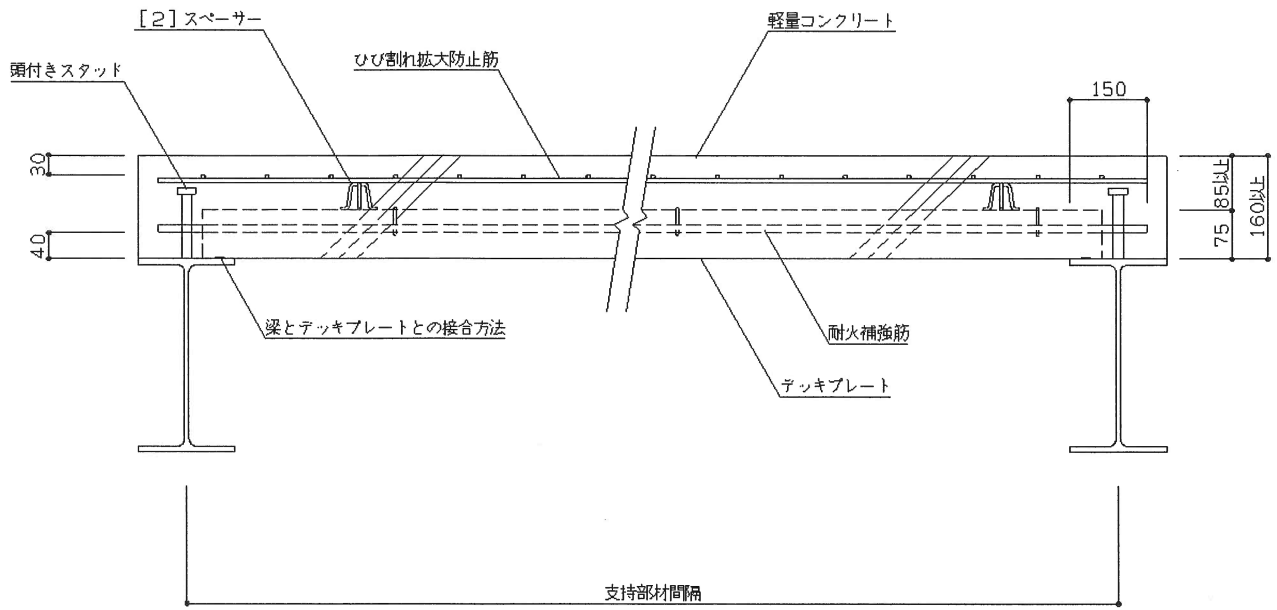 [2]スペーサー
軽量コンクリート
ひび割れ拡大防止筋
頭付きスタッド
150
30
85以上
160以上
40
75
梁とデッキプレートとの接合方法
耐火補強筋
デッキプレート
支持部材間隔